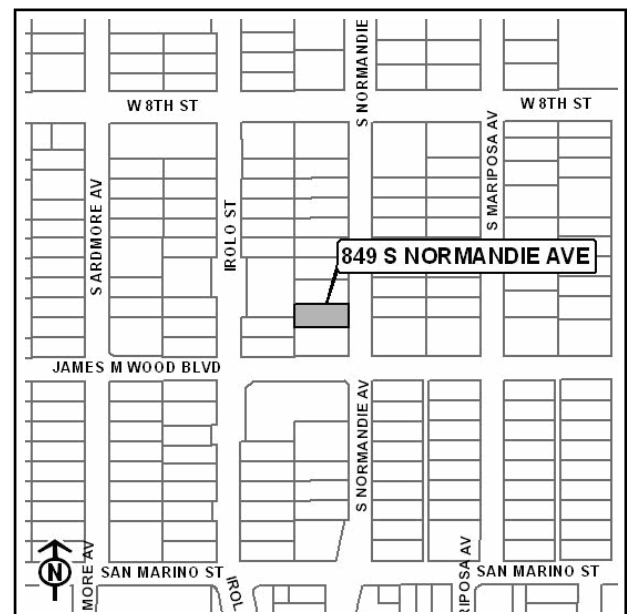 S NORMANDIE
W 8TH ST
W 8TH ST
S ARDMORE AV
IROLO ST
S MARIPOSA AV
849 S NORMANDIE AVE
JAMES M WOOD BLVD
S NORMANDIE AV
N
MORE AV
SAN MARINO ST
IROL
RIPOSA AV
SAN MARINO ST